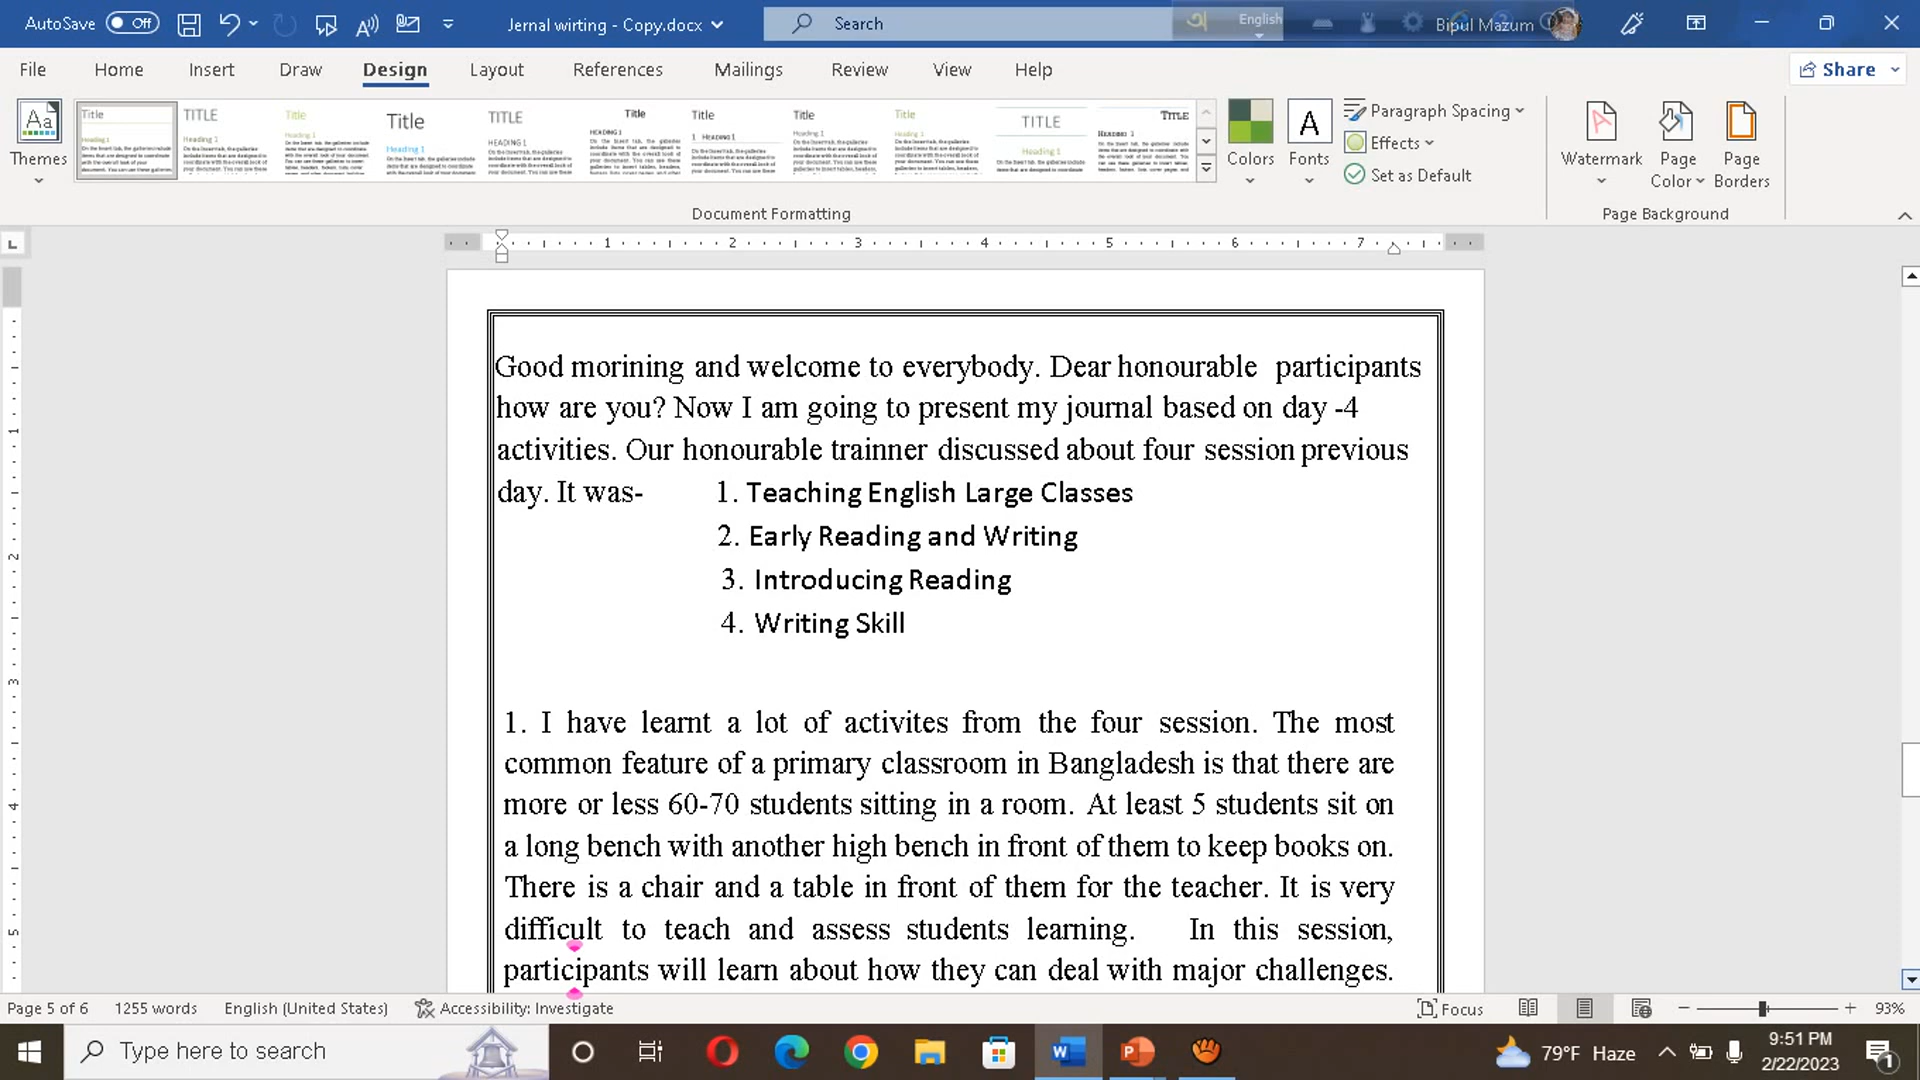 AutoSave Off Jernal wirting - Copy.docx Search English Bipul Mazum
File Home Insert Draw Design Layout References Mailings Review View Help Share
Themes Colors Fonts Paragraph Spacing Effects Set as Default Watermark Page Color Page Borders
Document Formatting Page Background
1 2 3 4 5 6 7
Good morining and welcome to everybody. Dear honourable participants
how are you? Now I am going to present my journal based on day -4
activities. Our honourable trainner discussed about four session previous
day. It was- 1. Teaching English Large Classes
2. Early Reading and Writing
3. Introducing Reading
4. Writing Skill
1. I have learnt a lot of activites from the four session. The most
common feature of a primary classroom in Bangladesh is that there are
more or less 60-70 students sitting in a room. At least 5 students sit on
a long bench with another high bench in front of them to keep books on.
There is a chair and a table in front of them for the teacher. It is very
difficult to teach and assess students learning. In this session,
participants will learn about how they can deal with major challenges.
Page 5 of 6 1255 words English (United States) Accessibility: Investigate Focus 93%
Type here to search 79°F Haze 9:51 PM
2/22/2023